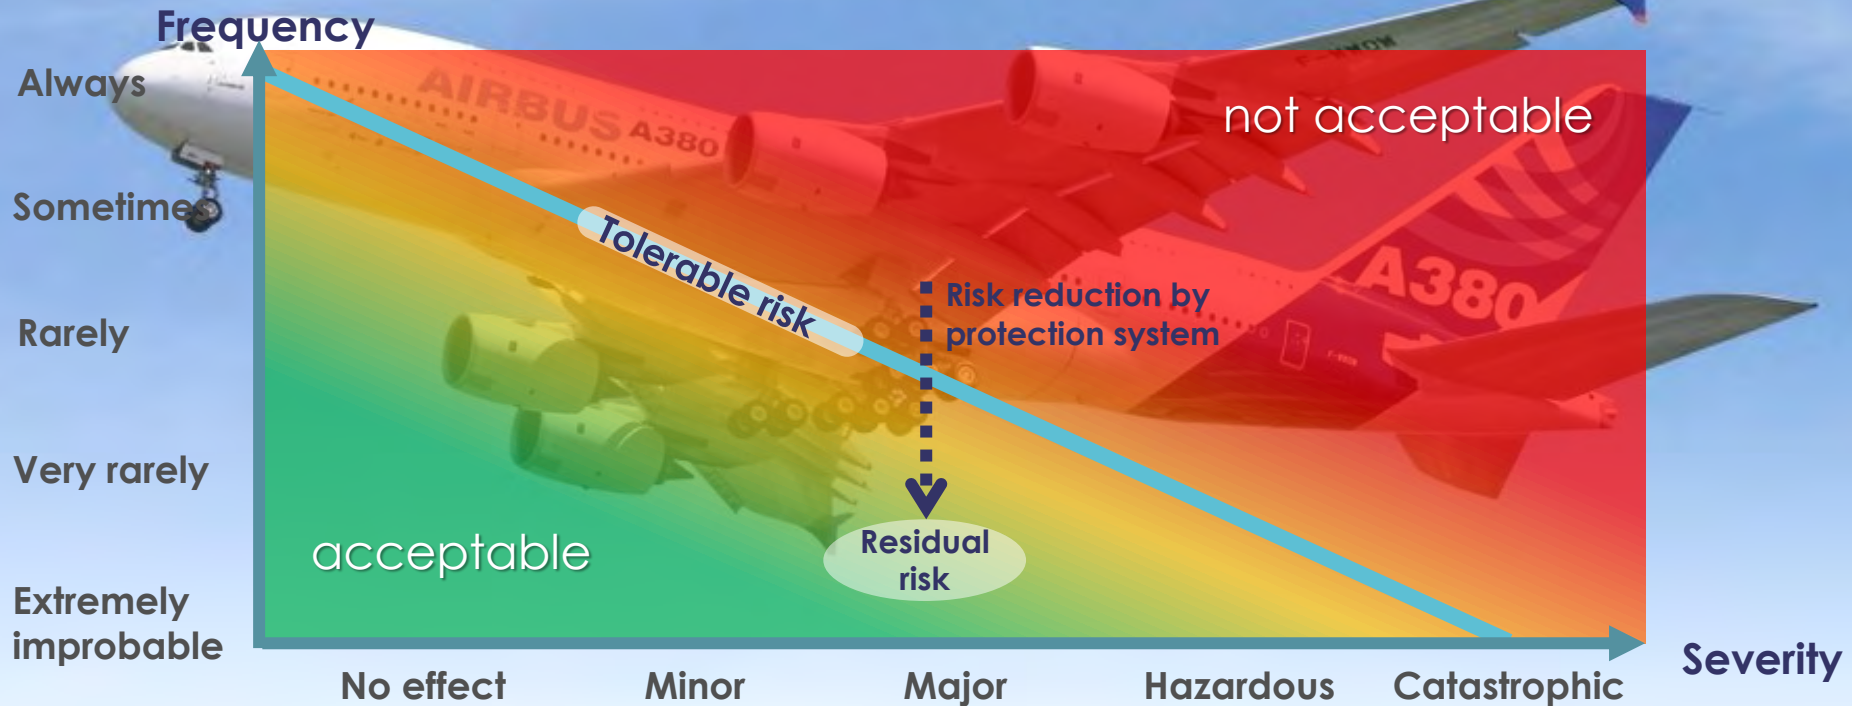 Frequency
Always
AIRBUS A380
not acceptable
Sometimes
Tolerable risk
A380
Risk reduction by
protection system
Rarely
Very rarely
Residual
risk
acceptable
Extremely
improbable
Severity
No effect
Minor
Major
Hazardous
Catastrophic